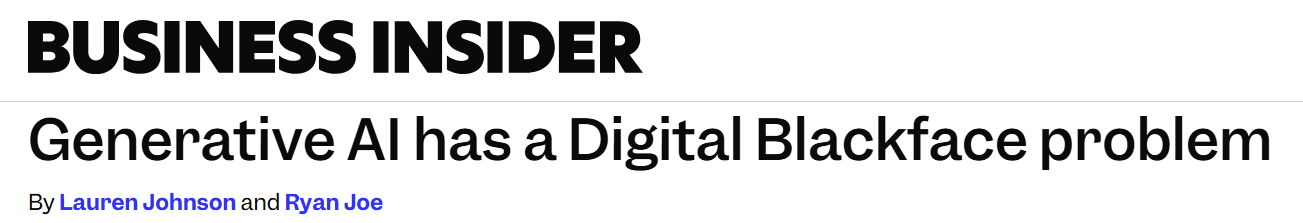 BUSINESS INSIDER
Generative AI has a Digital Blackface problem
By Lauren Johnson and Ryan Joe